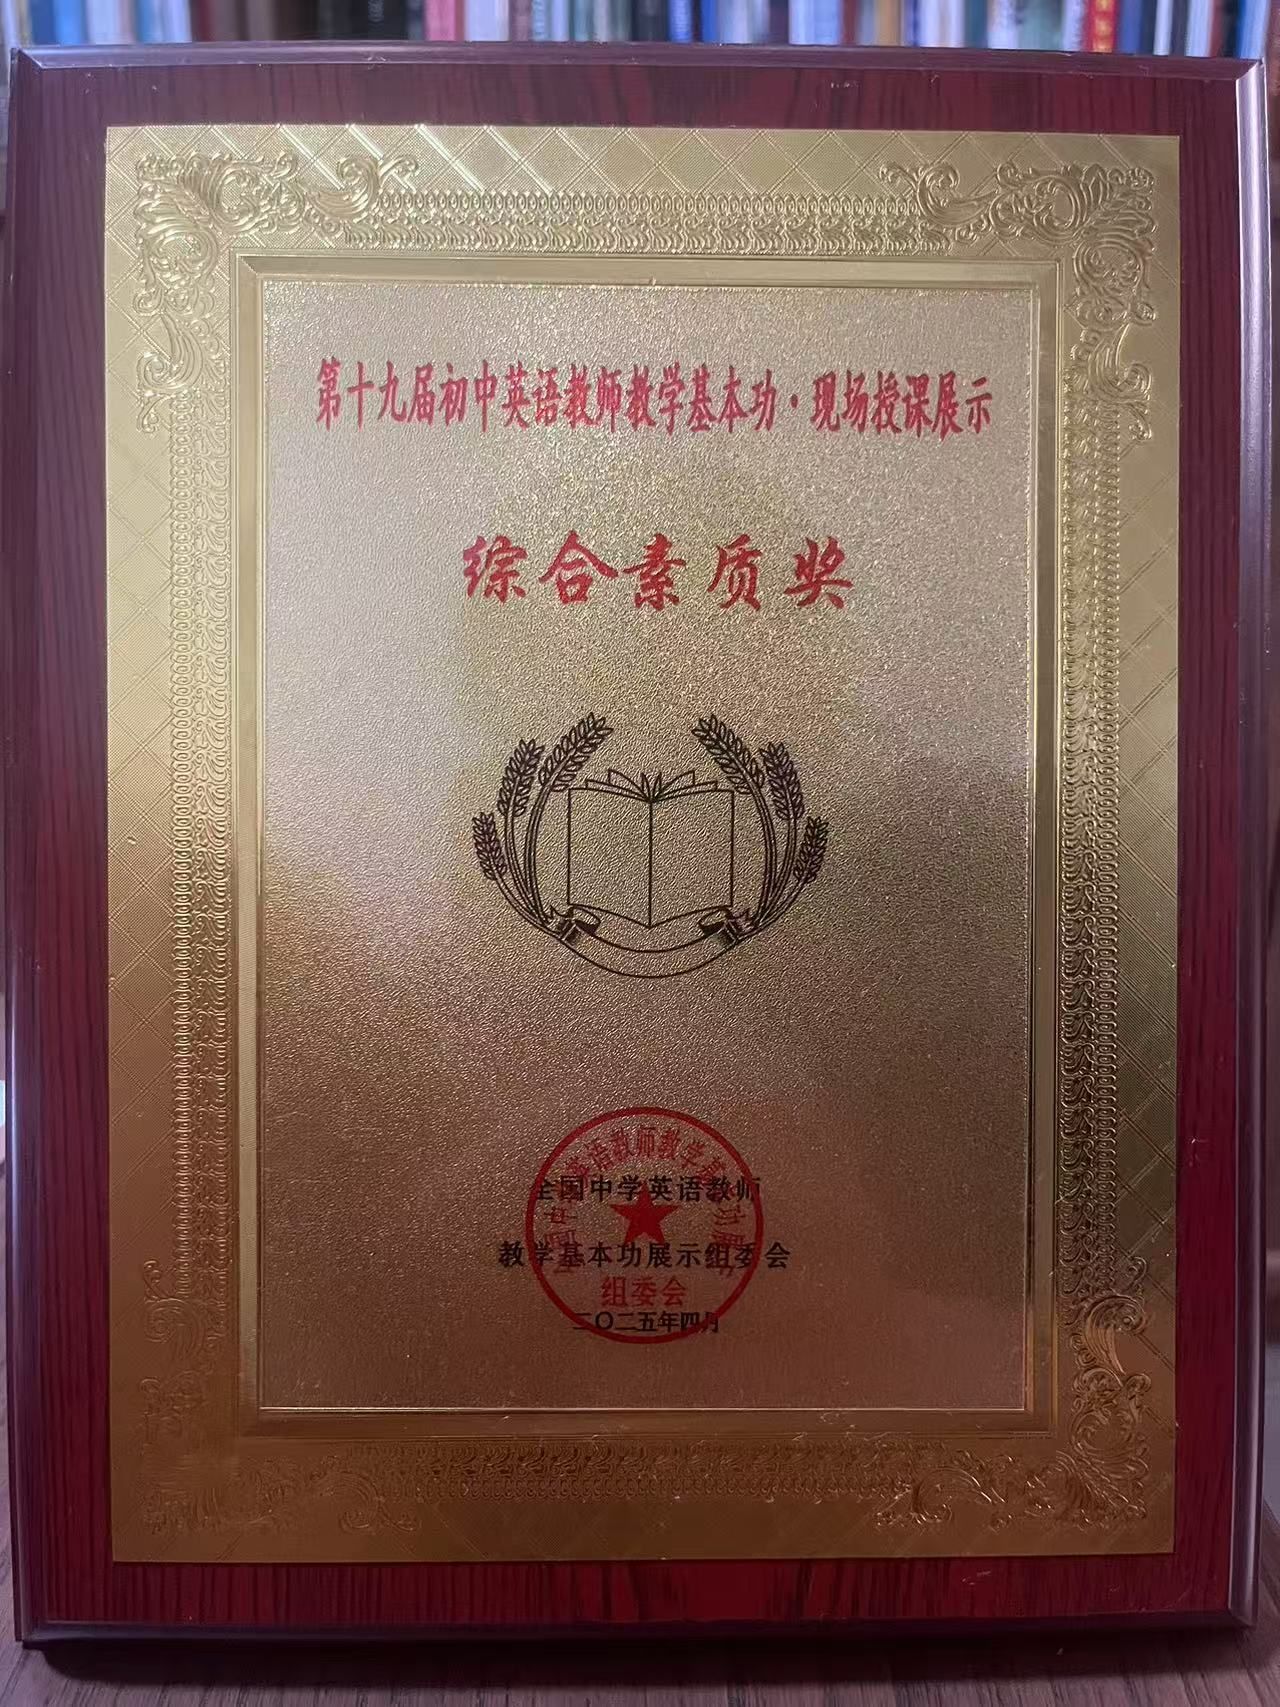 第十九届初中英语教师教学基本功·现场授课展示
综合素质奖
全国中学英语教师
教学基本功展示组委会
二〇二五年四月
组委会